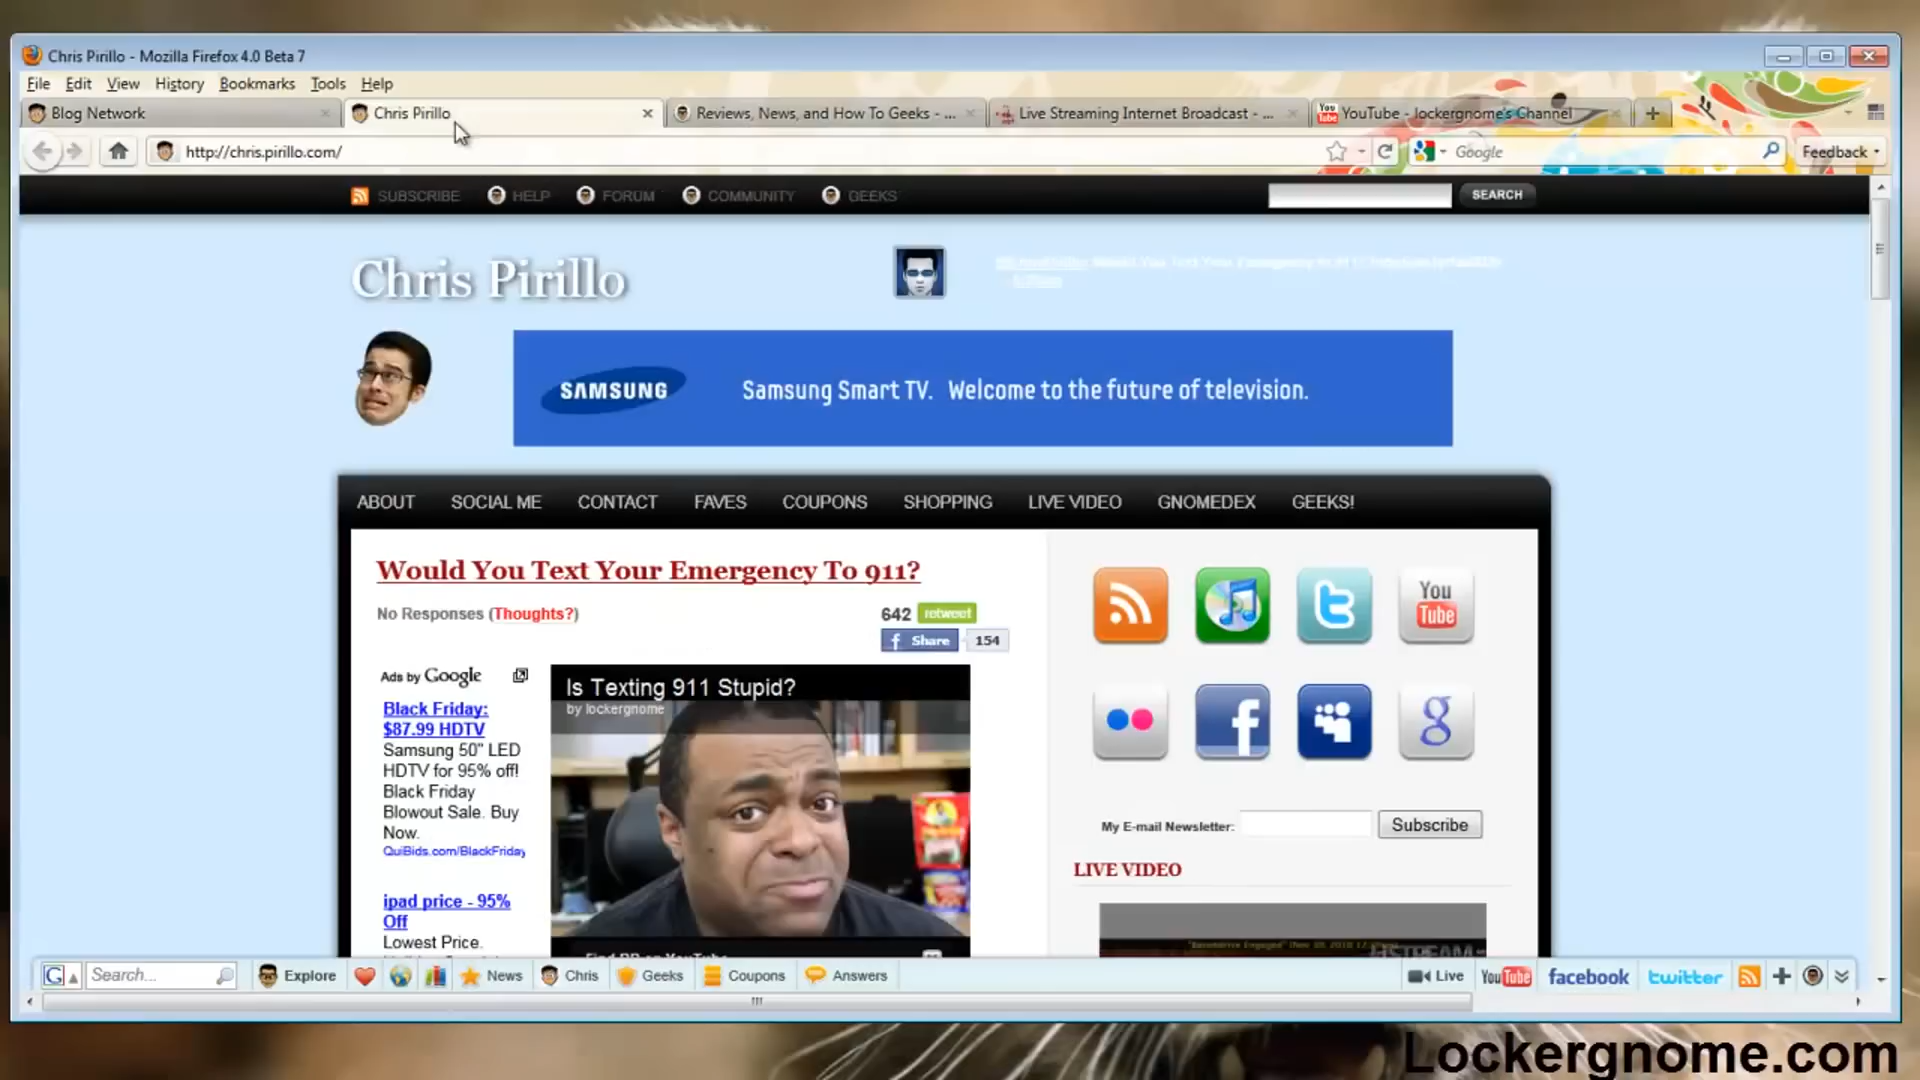 Chris Pirillo - Mozilla Firefox 4.0 Beta 7
File Edit View History Bookmarks Tools Help
Blog Network
Chris Pirillo
Reviews, News, and How To Geeks - ...
Live Streaming Internet Broadcast - ...
YouTube - lockergnome's Channel
http://chris.pirillo.com/
Google
Feedback
SUBSCRIBE HELP FORUM COMMUNITY GEEKS
SEARCH
Chris Pirillo
SAMSUNG
Samsung Smart TV. Welcome to the future of television.
ABOUT SOCIAL ME CONTACT FAVES COUPONS SHOPPING LIVE VIDEO GNOMEDEX GEEKS!
Would You Text Your Emergency To 911?
No Responses (Thoughts?)
642 retweet
f Share 154
Ads by Google
Black Friday:
$87.99 HDTV
Samsung 50" LED
HDTV for 95% off!
Black Friday
Blowout Sale. Buy
Now.
QuiBids.com/BlackFriday
ipad price - 95%
Off
Lowest Price.
Is Texting 911 Stupid?
by lockergnome
You
Tube
My E-mail Newsletter:
Subscribe
LIVE VIDEO
Search...
Explore
News
Chris
Geeks
Coupons
Answers
Live
YouTube
facebook
twitter
Lockergnome.com